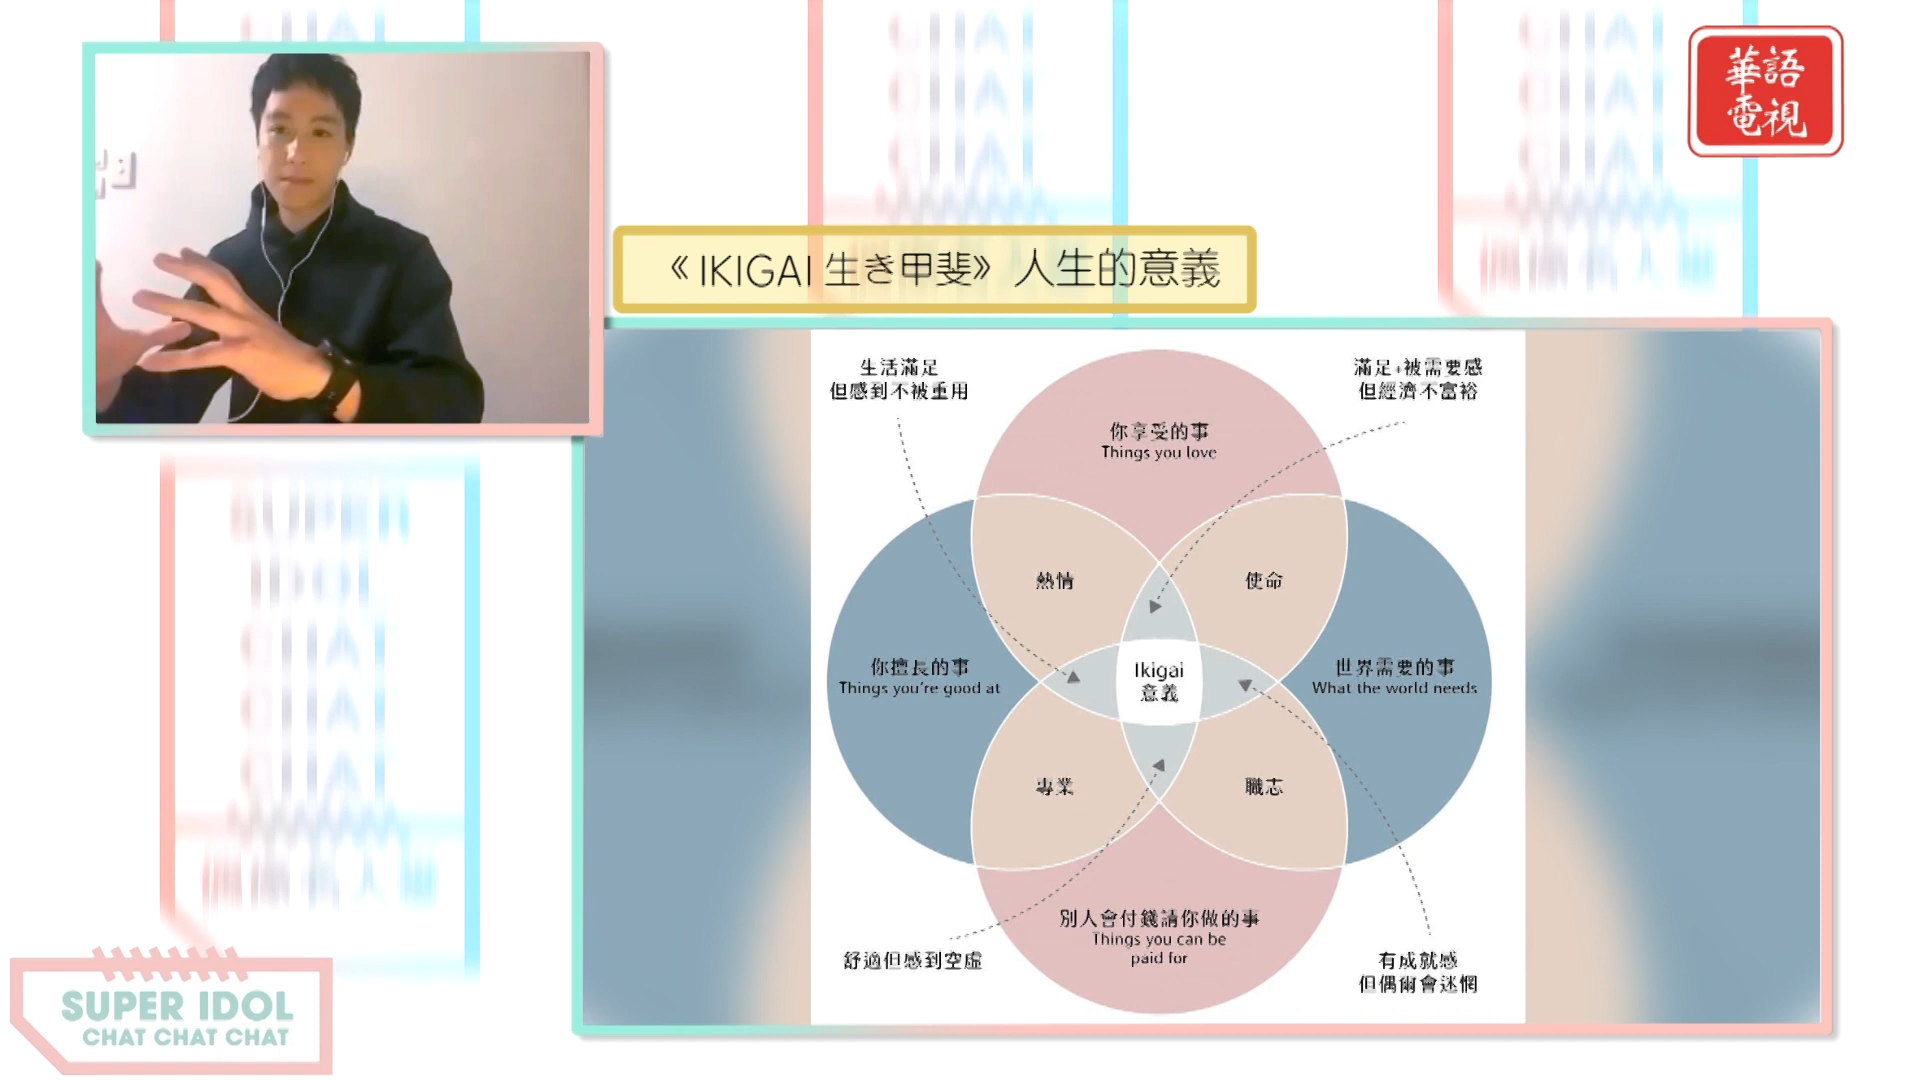 華語
電視
《IKIGAI 生き甲斐》人生的意義
生活滿足
但感到不被重用
滿足+被需要感
但經濟不富裕
你享受的事
Things you love
熱情
使命
你擅長的事
Things you're good at
Ikigai
意義
世界需要的事
What the world needs
專業
職志
別人會付錢請你做的事
Things you can be
paid for
舒適但感到空虛
有成就感
但偶爾會迷惘
SUPER IDOL
CHAT CHAT CHAT